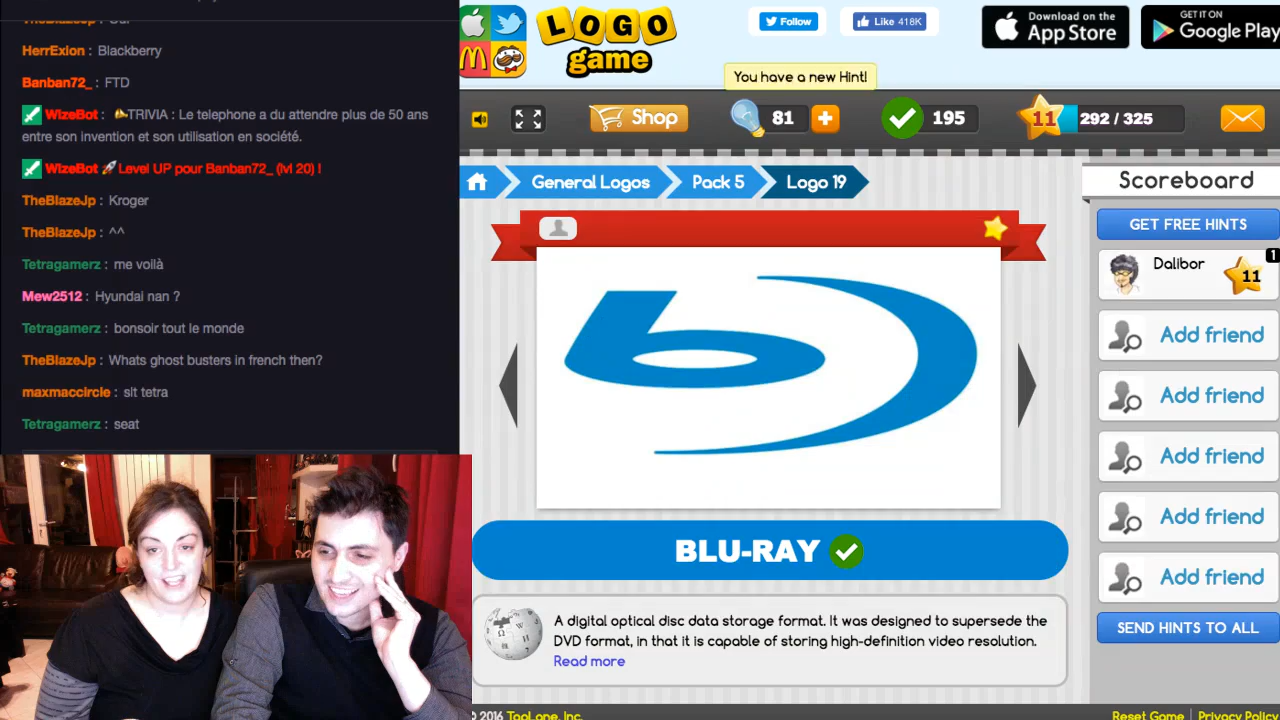 HerrExion : Blackberry
Banban72_ : FTD
WizeBot : TRIVIA : Le telephone a du attendre plus de 50 ans
entre son invention et son utilisation en société.
WizeBot Level UP pour Banban72_ (lvl 20) !
TheBlazeJp : Kroger
TheBlazeJp : ^^
Tetragamerz : me voilà
Mew2512 : Hyundai nan ?
Tetragamerz : bonsoir tout le monde
TheBlazeJp : Whats ghost busters in french then?
maxmaccircle : slt tetra
Tetragamerz : seat
LOGO
game
Follow
Like 418K
Download on the
App Store
GET IT ON
Google Play
You have a new Hint!
Shop
81
195
11
292 / 325
General Logos
Pack 5
Logo 19
BLU-RAY
A digital optical disc data storage format. It was designed to supersede the
DVD format, in that it is capable of storing high-definition video resolution.
Read more
Scoreboard
GET FREE HINTS
1
Dalibor
11
Add friend
Add friend
Add friend
Add friend
Add friend
SEND HINTS TO ALL
© 2016 TapLane, Inc.
Reset Game | Privacy Policy